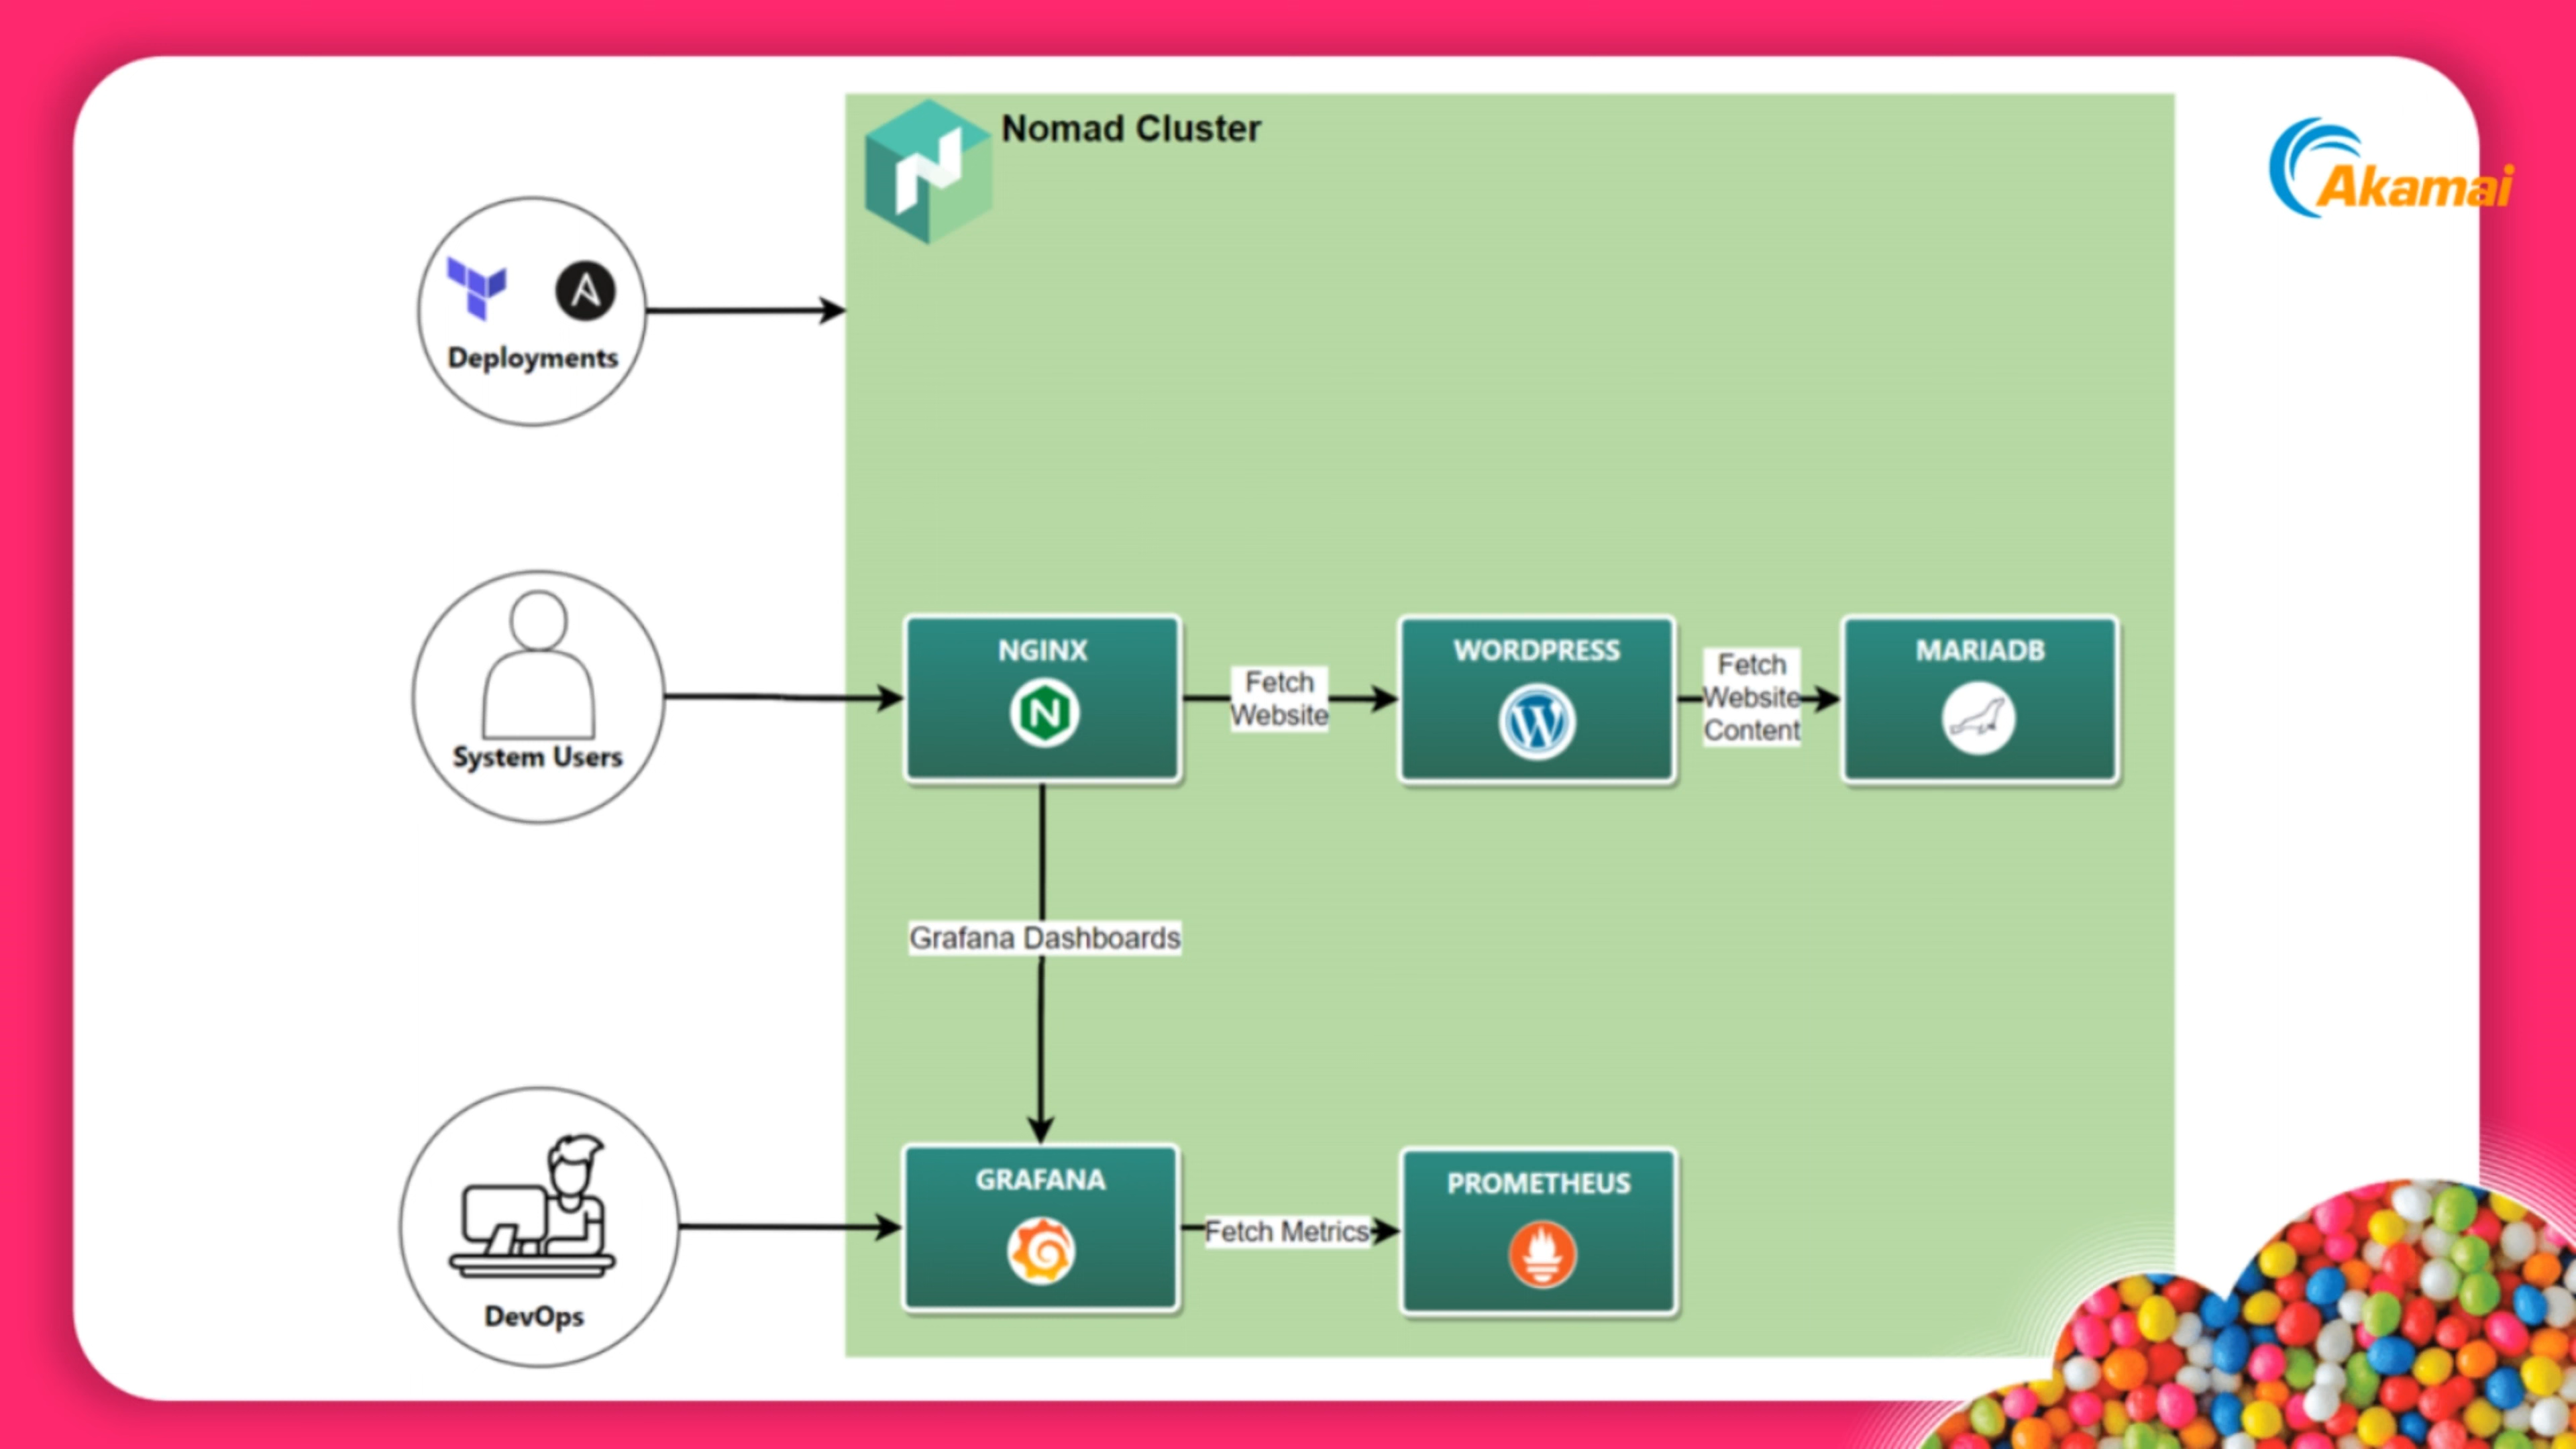 Nomad Cluster
Akamai
Deployments
System Users
NGINX
Fetch
Website
WORDPRESS
Fetch
Website
Content
MARIADB
Grafana Dashboards
DevOps
GRAFANA
Fetch Metrics
PROMETHEUS